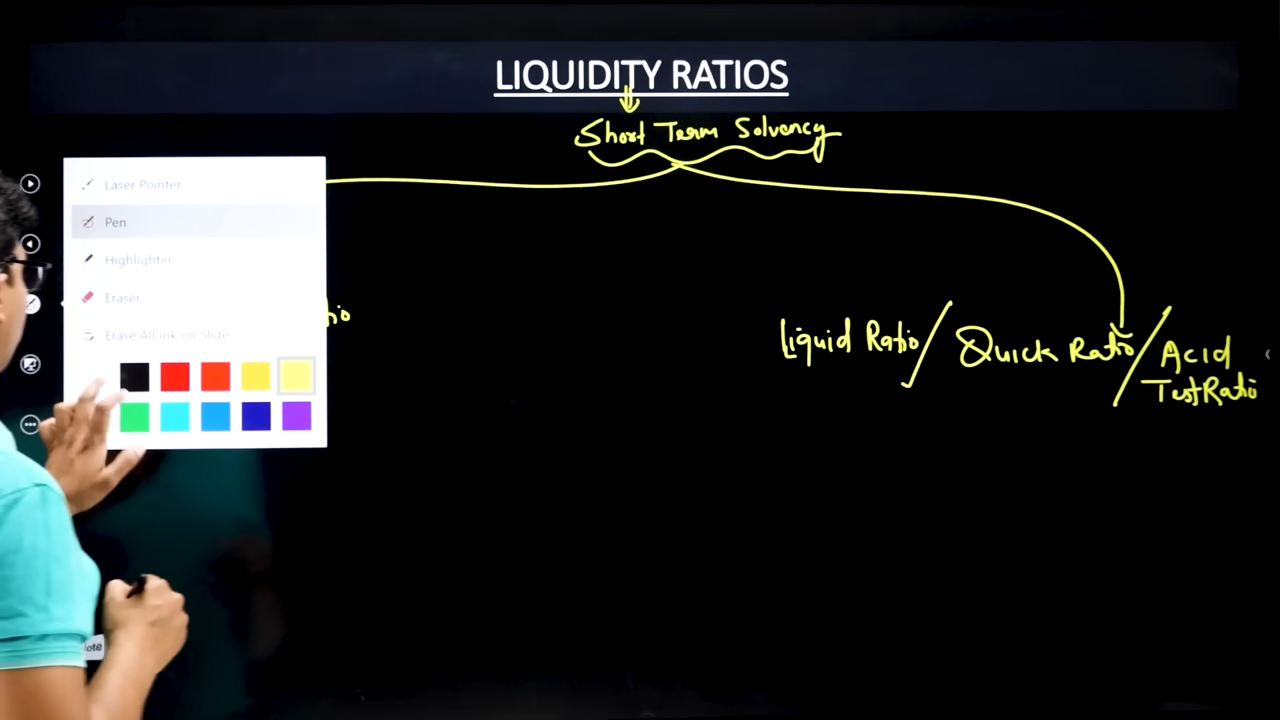 LIQUIDITY RATIOS
Short Term Solvency
Laser Pointer
Pen
Highlighter
Eraser
Erase All Ink on Slide
Liquid Ratio / Quick Ratio / Acid
Test Ratio